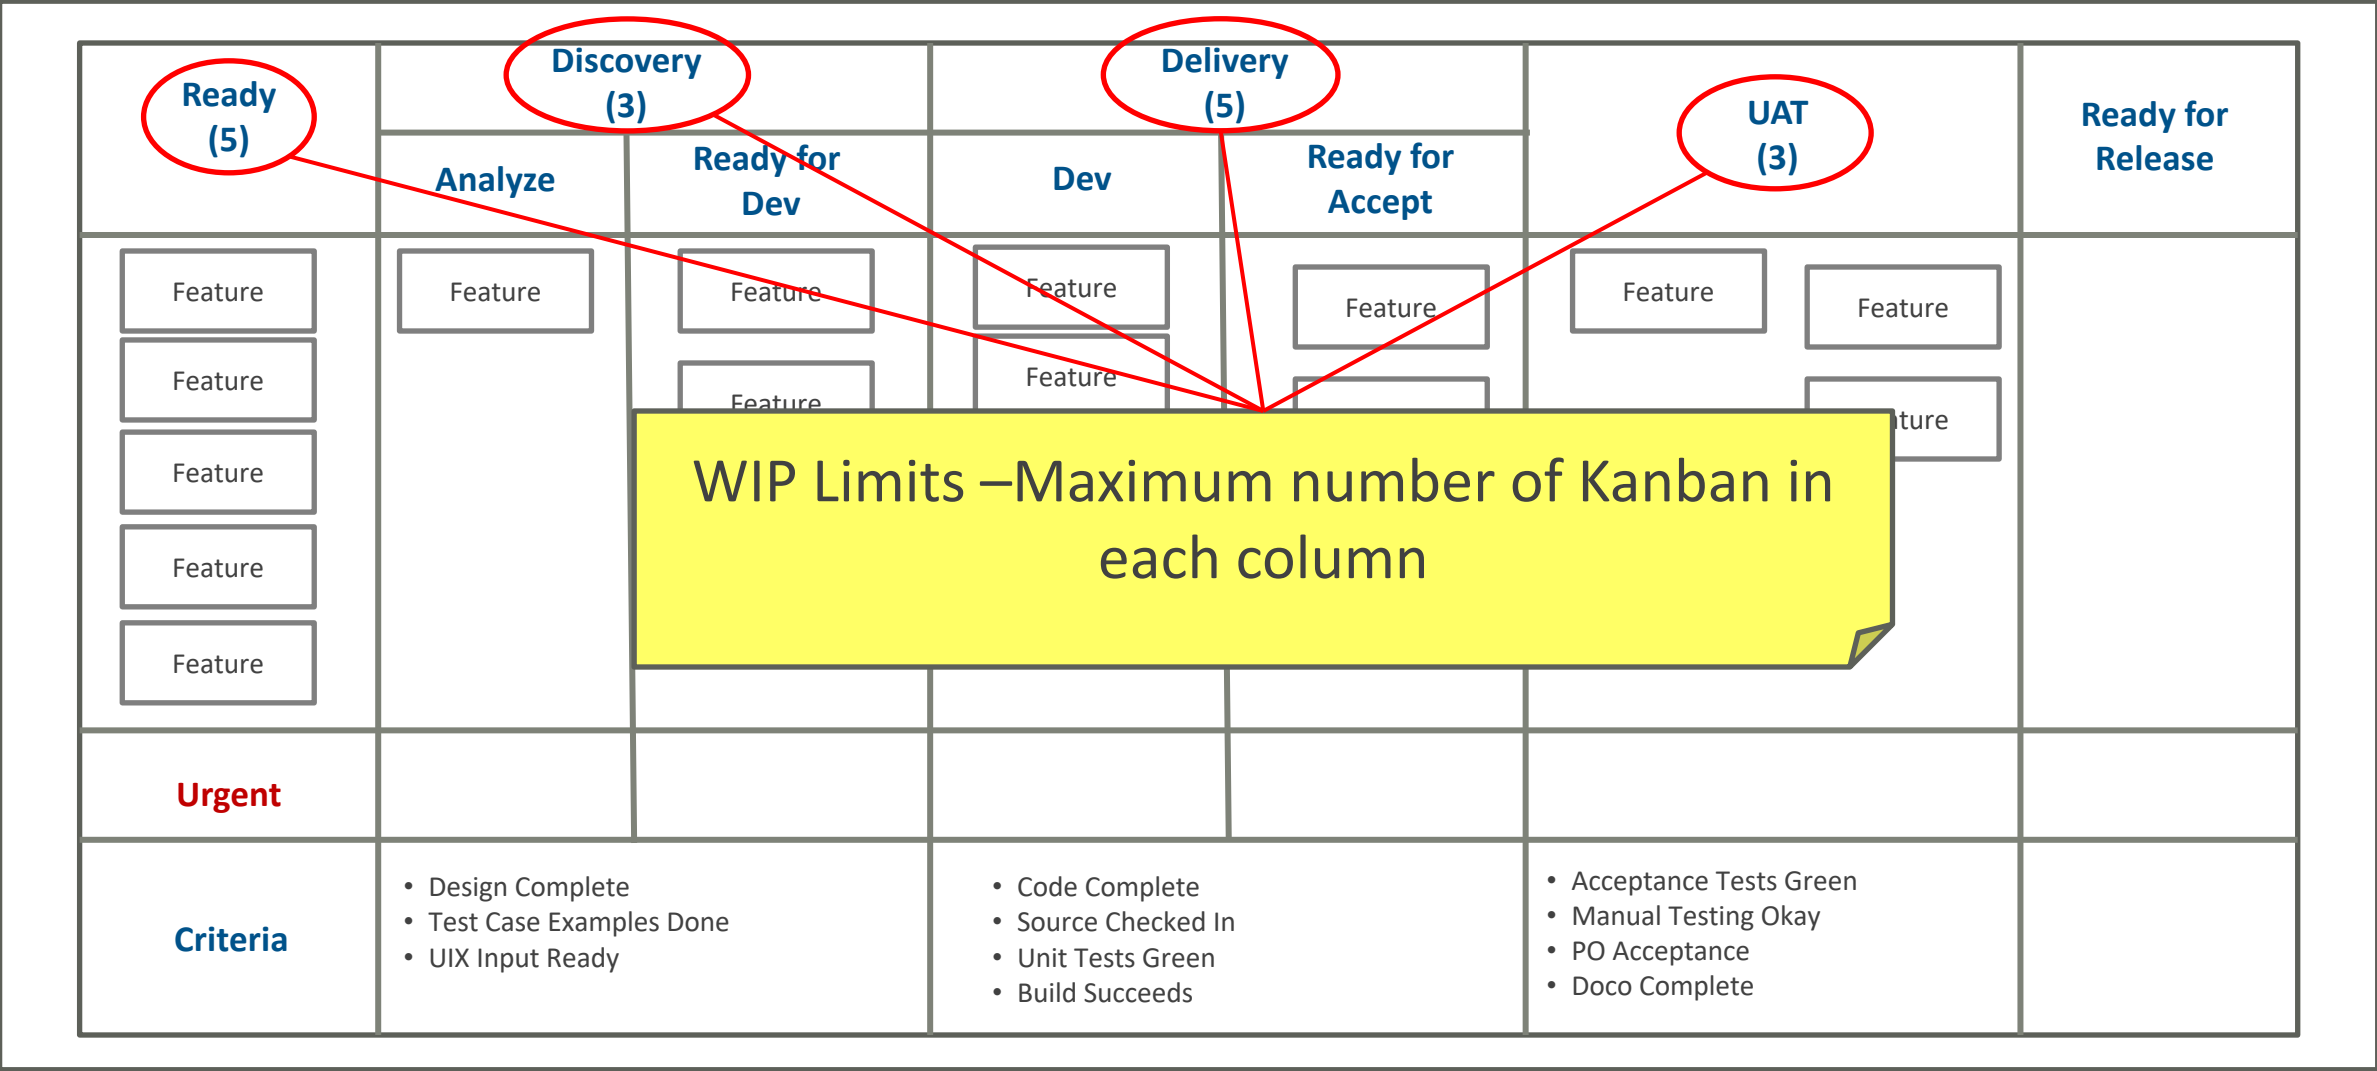 Ready
(5)
Discovery
(3)
Delivery
(5)
UAT
(3)
Ready for
Release
Analyze
Ready for
Dev
Dev
Ready for
Accept
Feature
Feature
Feature
Feature
Feature
Feature
Feature
Feature
Feature
Feature
Feature
Feature
Feature
ture
WIP Limits –Maximum number of Kanban in
each column
Urgent
Criteria
• Design Complete
• Test Case Examples Done
• UIX Input Ready
• Code Complete
• Source Checked In
• Unit Tests Green
• Build Succeeds
• Acceptance Tests Green
• Manual Testing Okay
• PO Acceptance
• Doco Complete